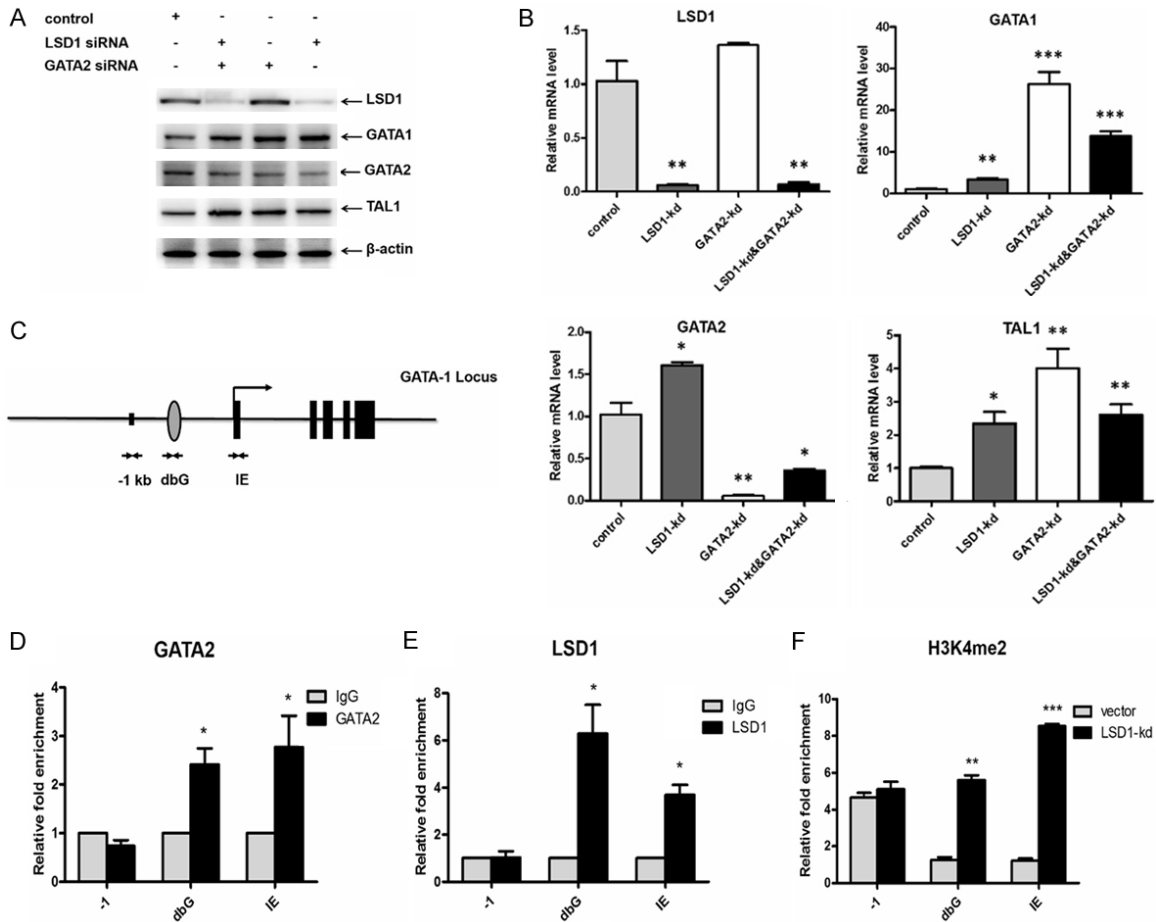 A
control + - - -
LSD1 siRNA - + - +
GATA2 siRNA - + + -
LSD1
GATA1
GATA2
TAL1
β-actin
B
LSD1
Relative mRNA level
1.5
1.0
0.5
0.0
**
**
control
LSD1-kd
GATA2-kd
LSD1-kd&GATA2-kd
GATA1
Relative mRNA level
40
30
20
10
0
**
***
***
control
LSD1-kd
GATA2-kd
LSD1-kd&GATA2-kd
GATA2
Relative mRNA level
2.0
1.5
1.0
0.5
0.0
*
**
*
control
LSD1-kd
GATA2-kd
LSD1-kd&GATA2-kd
TAL1
Relative mRNA level
5
4
3
2
1
0
*
**
**
control
LSD1-kd
GATA2-kd
LSD1-kd&GATA2-kd
C
GATA-1 Locus
-1 kb dbG IE
D
GATA2
Relative fold enrichment
4
3
2
1
0
IgG
GATA2
*
*
-1
dbG
IE
E
LSD1
Relative fold enrichment
8
6
4
2
0
IgG
LSD1
*
*
-1
dbG
IE
F
H3K4me2
Relative fold enrichment
10
8
6
4
2
0
vector
LSD1-kd
**
***
-1
dbG
IE